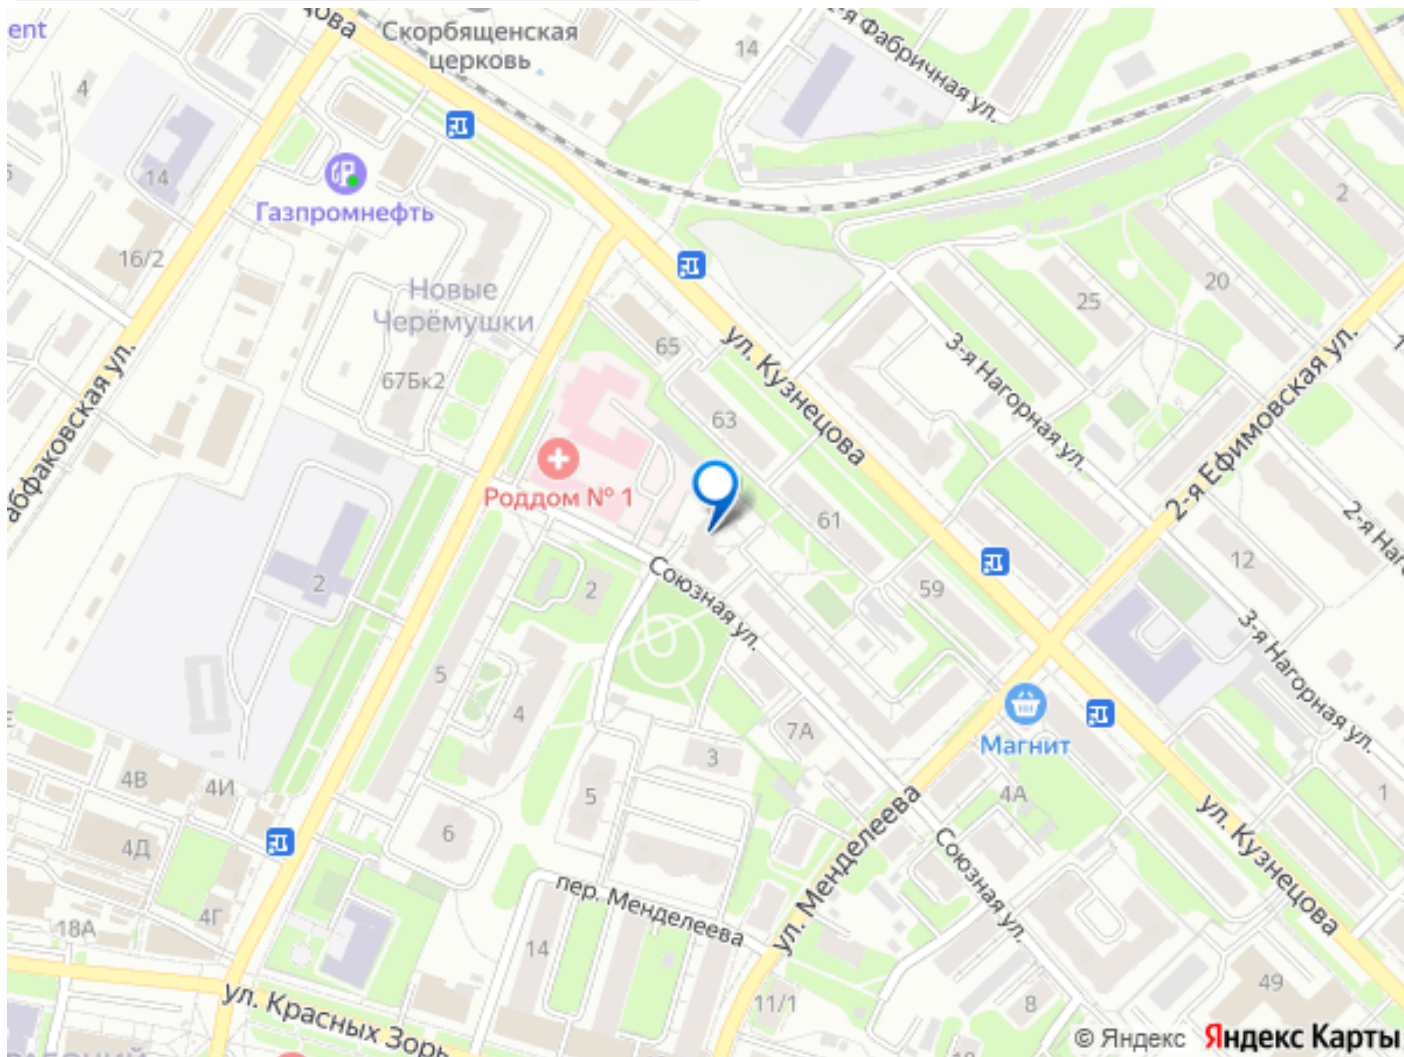 ent
Скорбященская
церковь
14
2-я Фабричная ул.
4
14
Газпромнефть
16/2
Новые
Черёмушки
67Бк2
65
63
61
59
ул. Кузнецова
2
20
25
3-я Нагорная ул.
2-я Ефимовская ул.
12
3-я Нагорная ул.
1
Роддом № 1
Союзная ул.
2
2
5
4
6
5
3
7А
Магнит
4А
ул. Кузнецова
ул. Менделеева
Союзная ул.
пер. Менделеева
14
11/1
8
49
4В
4И
4Д
4Г
18А
ул. Красных Зорь
© Яндекс Яндекс Карты